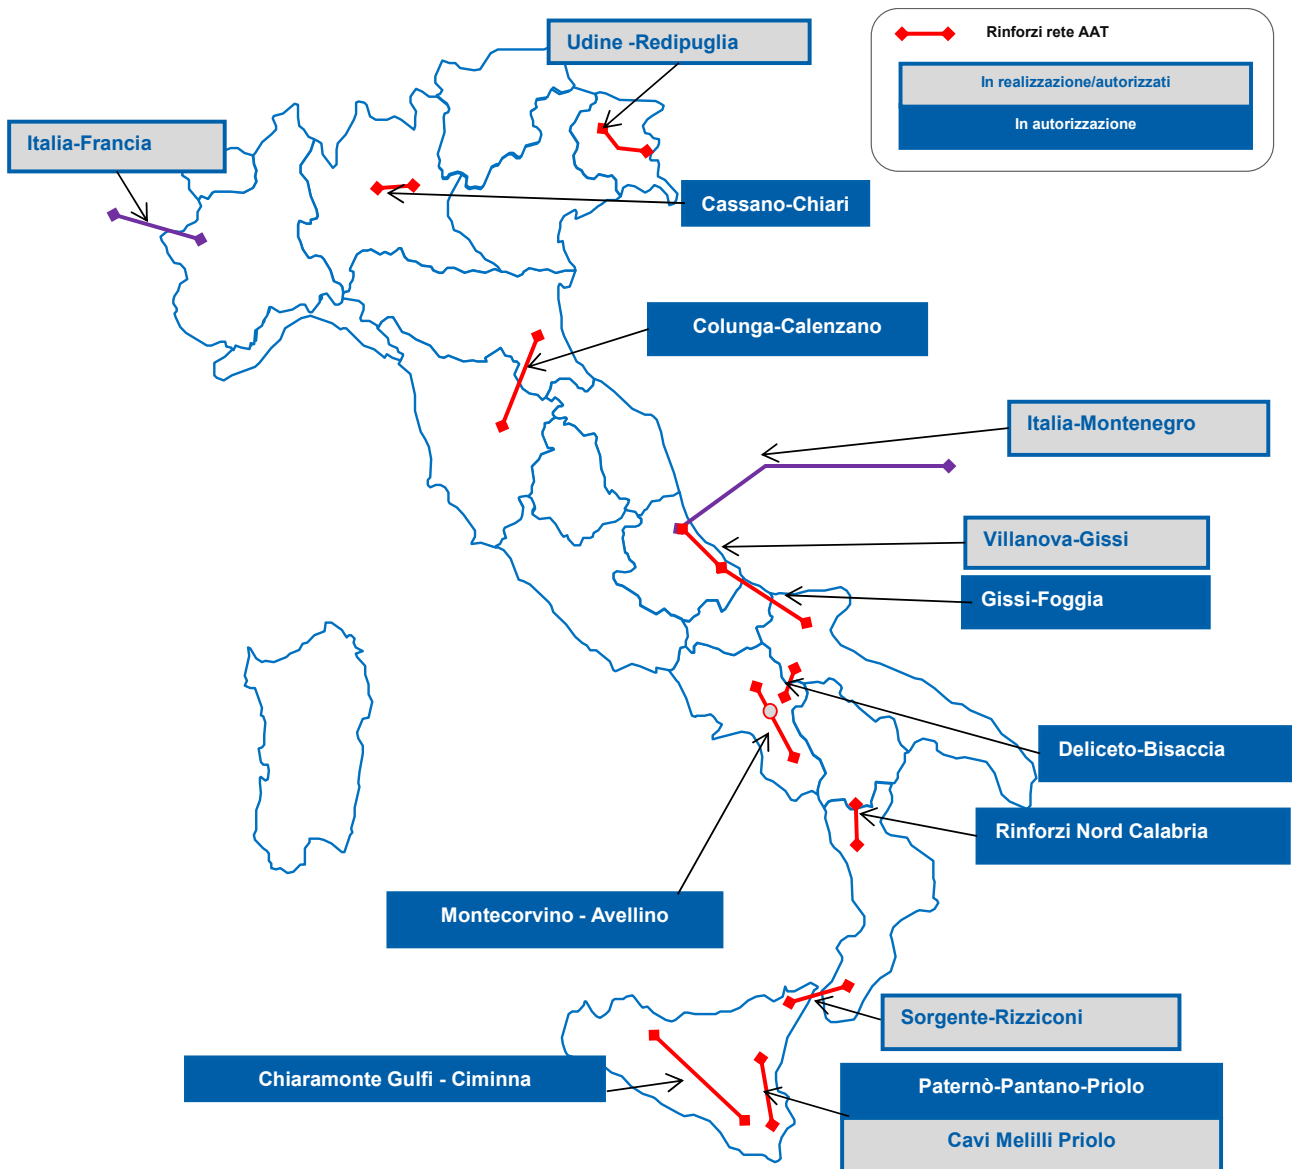 Udine -Redipuglia
Rinforzi rete AAT
In realizzazione/autorizzati
In autorizzazione
Italia-Francia
Cassano-Chiari
Colunga-Calenzano
Italia-Montenegro
Villanova-Gissi
Gissi-Foggia
Deliceto-Bisaccia
Rinforzi Nord Calabria
Montecorvino - Avellino
Sorgente-Rizziconi
Chiaramonte Gulfi - Ciminna
Paternò-Pantano-Priolo
Cavi Melilli Priolo